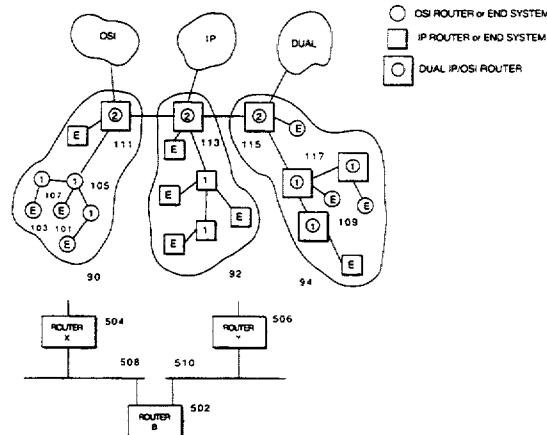 OSI
IP
DUAL
OSI ROUTER or END SYSTEM
IP ROUTER or END SYSTEM
DUAL IP/OSI ROUTER
2
2
2
E
E
E
111
113
115
117
1
1
105
107
E
E
1
103
101
E
1
E
E
1
E
1
1
E
E
109
1
E
90
92
94
ROUTER X
504
ROUTER Y
506
508
510
ROUTER B
502